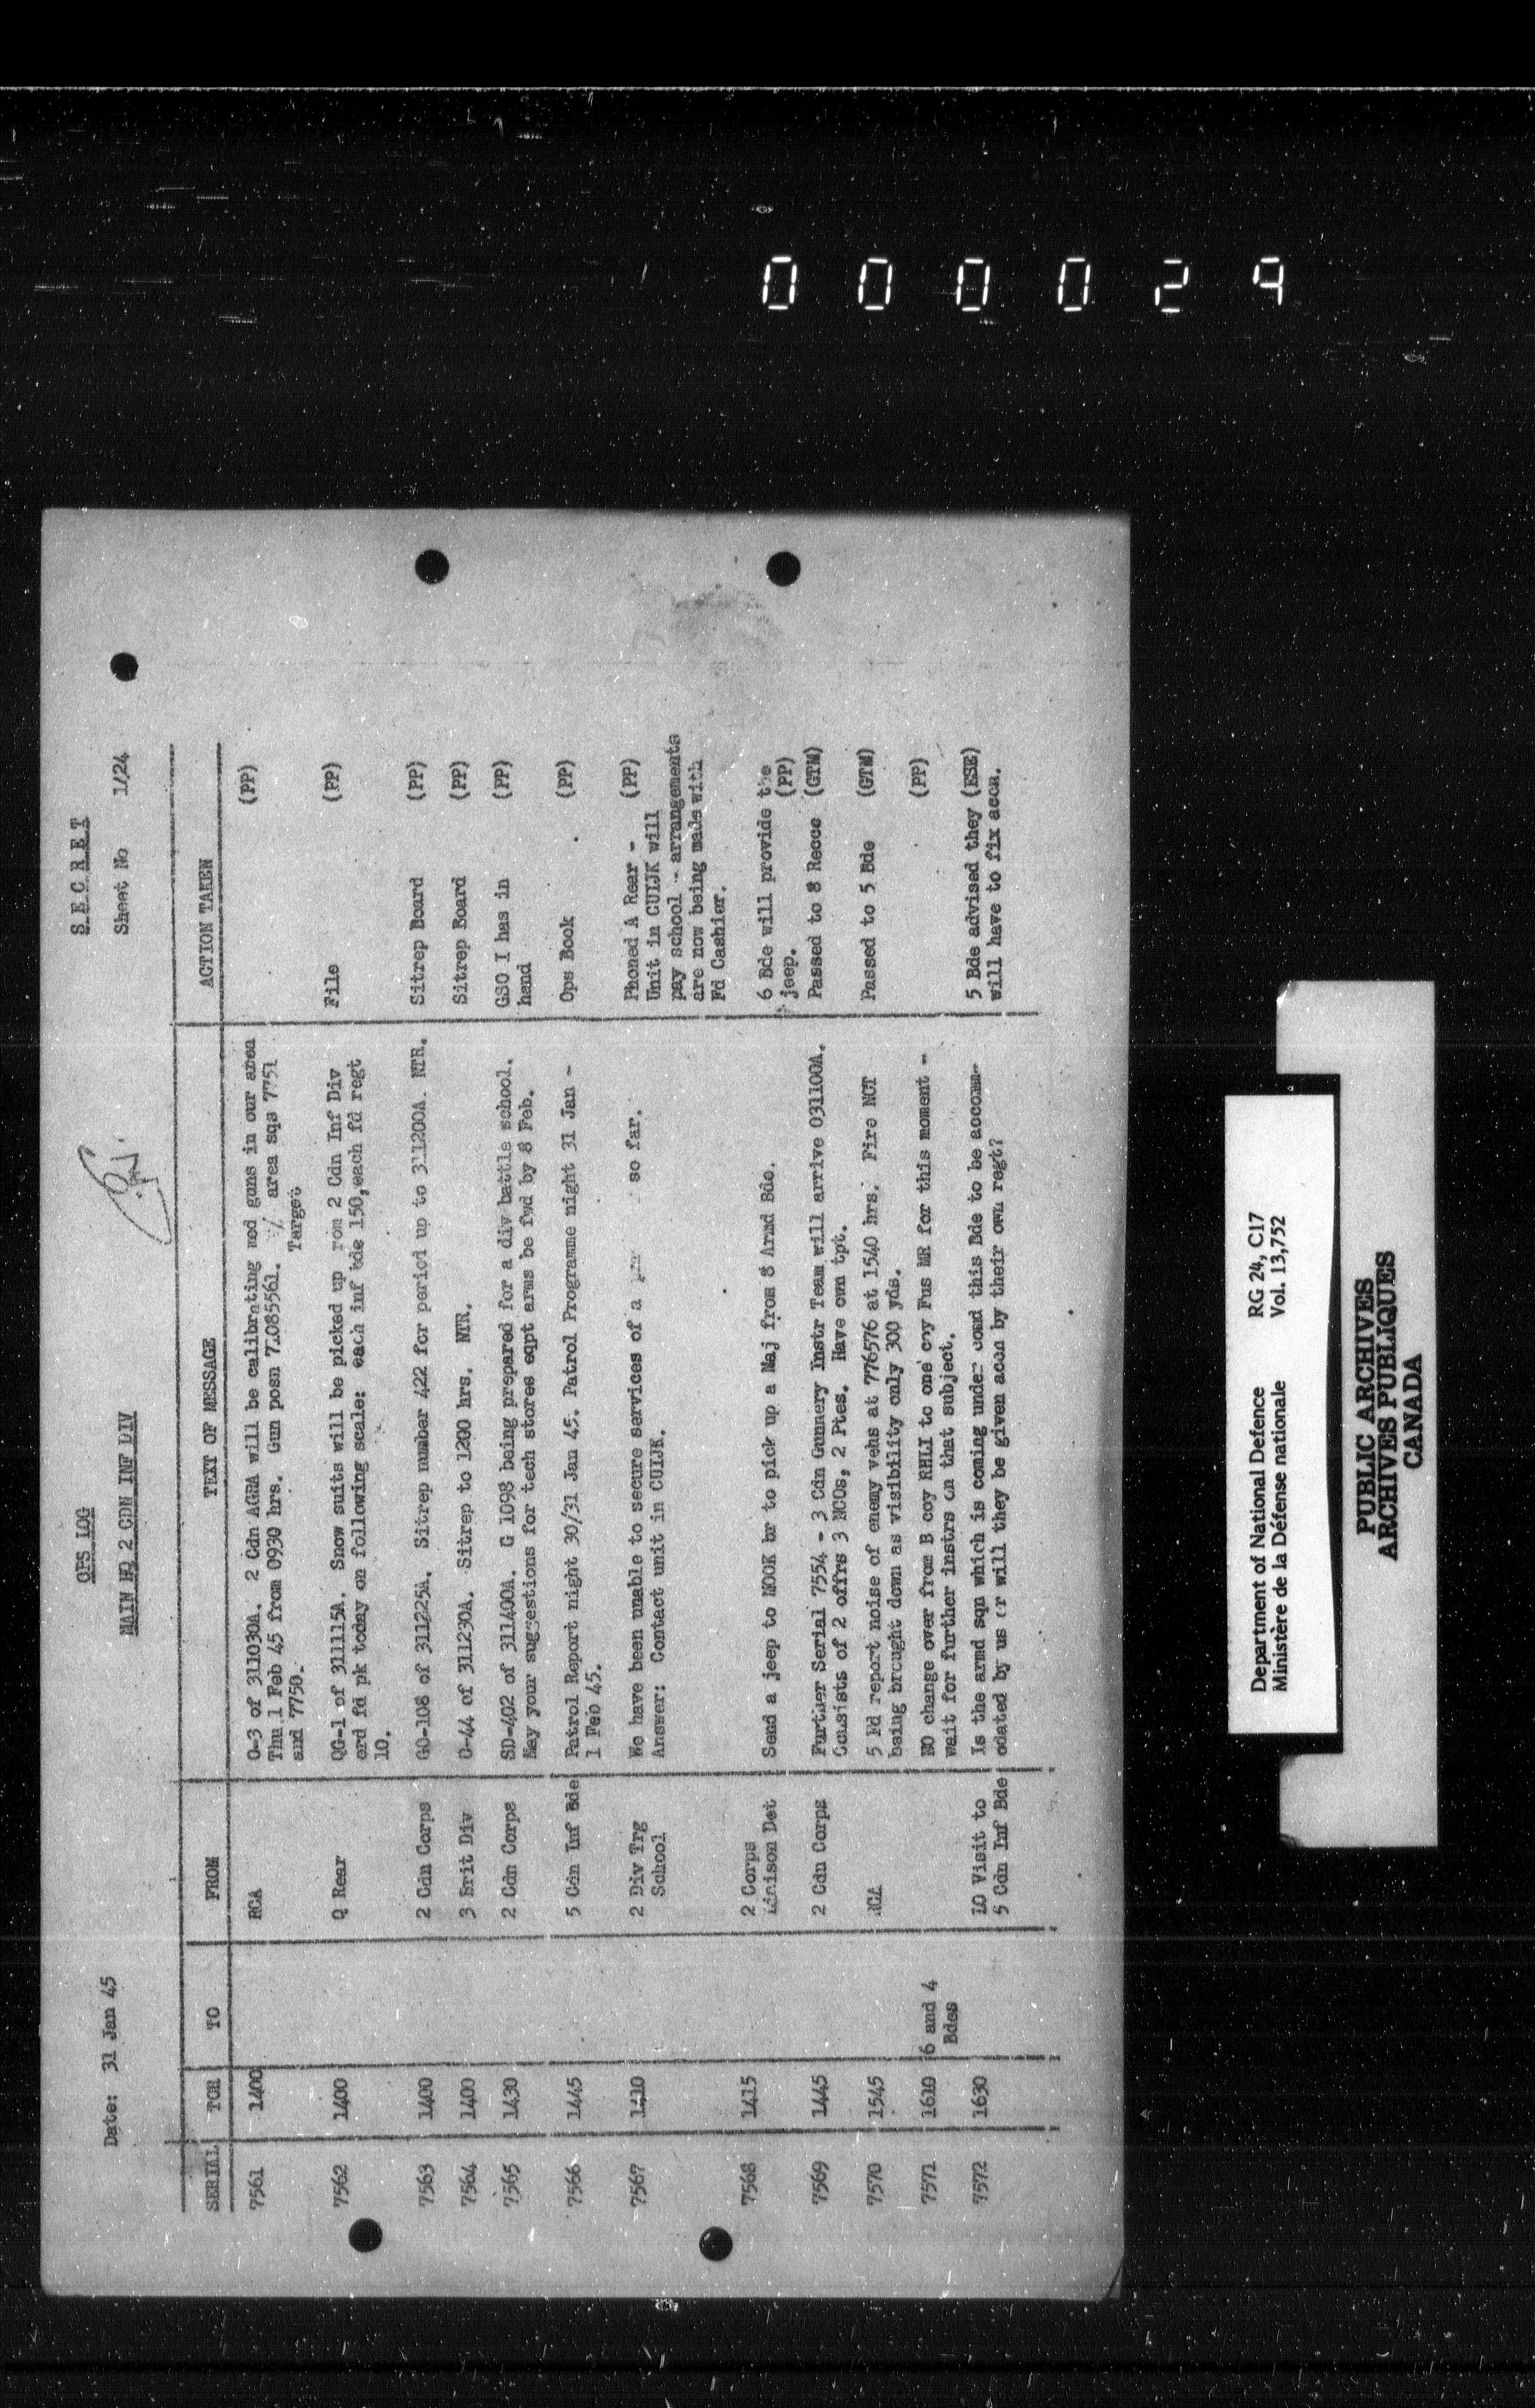 0 0 0 0 2 9
OPS LOG
SECRET
Date: 31 Jan 45
MAIN HQ 2 CDN INF DIV
Sheet No 1/24
SERIAL TOR TO FROM TEXT OF MESSAGE ACTION TAKEN
7561 1400 RCA O-3 of 311030A. 2 Cdn AGRA will be calibrating med guns in our area (PP)
Thu 1 Feb 45 from 0930 hrs. Gun posn area sqs 7751
Target
and 7750.
7562 1400 Q Rear QG-1 of 311115A. Snow suits will be picked up 2 Cdn Inf Div File (PP)
ord fd pk today on following scale: each inf bde 150, each fd regt
10.
7563 1400 2 Cdn Corps GO-108 of 311225A. Sitrep number 422 for period up to 311200A. NTR. Sitrep Board (PP)
7564 1400 3 Brit Div O-44 of 311230A. Sitrep to 1200 hrs. NTR. Sitrep Board (PP)
7565 1430 2 Cdn Corps SD-402 of 311400A. G 1098 being prepared for a div battle school. GSO I has in (PP)
May your suggestions for tech stores eqpt arms be fwd by 8 Feb. hand
7566 1445 5 Cdn Inf Bde Patrol Report night 30/31 Jan 45. Patrol Programme night 31 Jan - Ops Book (PP)
1 Feb 45.
7567 1410 2 Div Trg We have been unable to secure services of a so far. Phoned A Rear - (PP)
School Answer: Contact unit in CUIJK. Unit in CUIJK will
pay school - arrangements
are now being made with
Fd Cashier.
7568 1415 2 Corps Send a jeep to MOOK br to pick up a Maj from 8 Armd Bde. 6 Bde will provide the
Liaison Det jeep. (PP)
7569 1445 2 Cdn Corps Further Serial 7554 - 3 Cdn Gunnery Instr Team will arrive 031100A. Passed to 8 Recce (GTM)
Consists of 2 offrs 3 NCOs, 2 Ptes. Have own tpt.
7570 1545 RCA 5 Fd report noise of enemy vehs at 776576 at 1540 hrs. Fire NOT Passed to 5 Bde (GTM)
being brought down as visibility only 300 yds.
7571 1610 6 and 4 NO change over from B coy RHLI to one coy Fus MR for this moment - (PP)
Bdes wait for further instrs on that subject.
7572 1630 LO Visit to Is the armd sqn which is coming under comd this Bde to be accomm- 5 Bde advised they (ESE)
5 Cdn Inf Bde odated by us or will they be given accn by their own regt? will have to fix accn.
Department of National Defence RG 24, C17
Ministère de la Défense nationale Vol. 13,752
PUBLIC ARCHIVES
ARCHIVES PUBLIQUES
CANADA